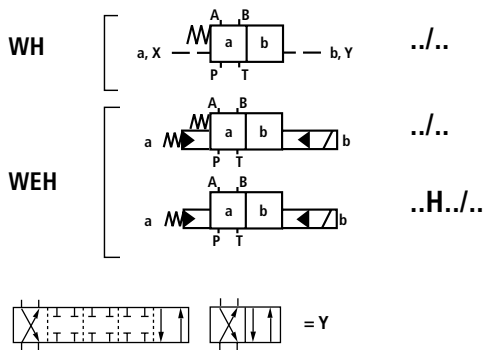 A B
WH a, X a b b, Y ../..
P T
A B
a a b b ../..
P T
WEH
A B
a a b b ..H../..
P T
= Y